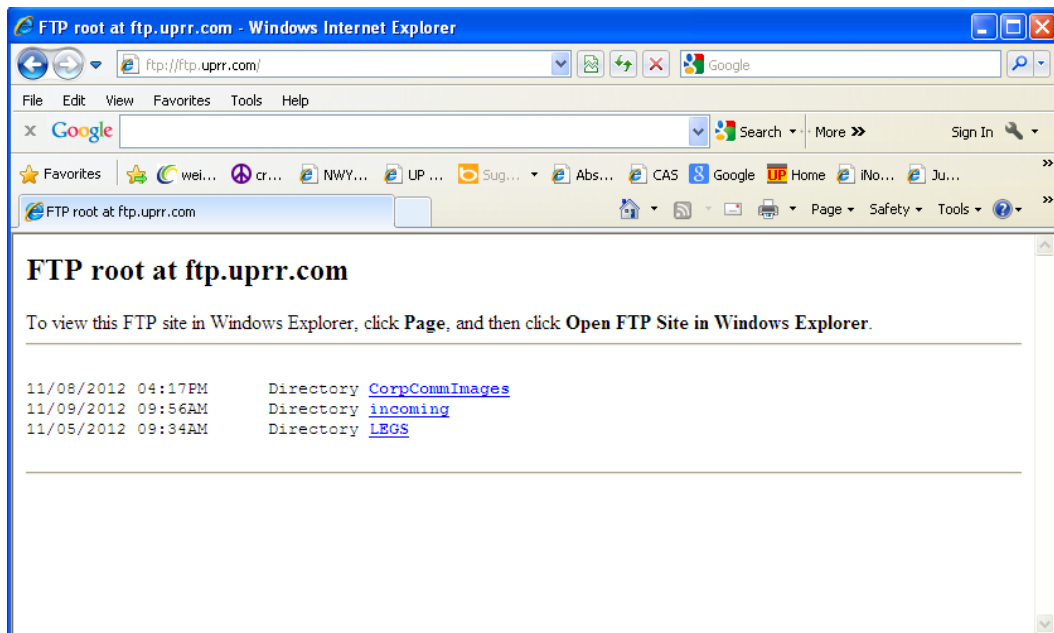 FTP root at ftp.uprr.com - Windows Internet Explorer
ftp://ftp.uprr.com/ Google
File Edit View Favorites Tools Help
x Google Search More >> Sign In
Favorites wei... cr... NWY... UP ... Sug... Abs... CAS Google UP Home iNo... Ju... >>
FTP root at ftp.uprr.com Page Safety Tools >>
FTP root at ftp.uprr.com
To view this FTP site in Windows Explorer, click Page, and then click Open FTP Site in Windows Explorer.
11/08/2012 04:17PM Directory CorpCommImages
11/09/2012 09:56AM Directory incoming
11/05/2012 09:34AM Directory LEGS